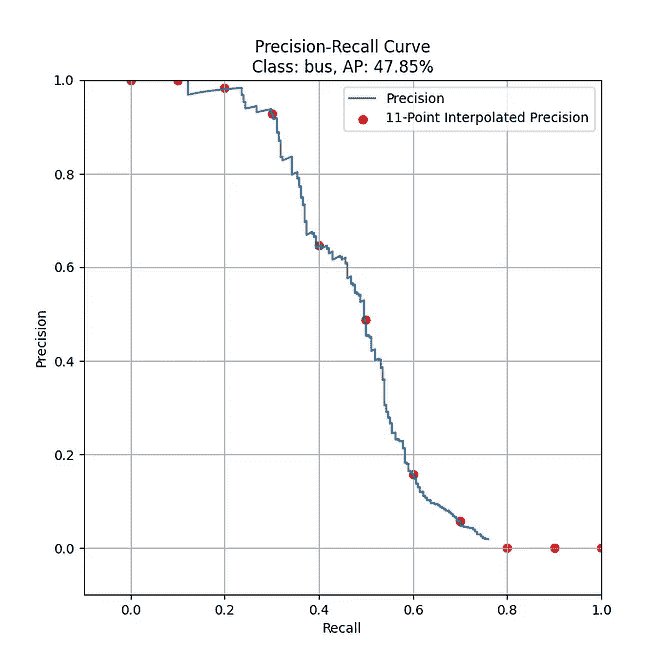 Precision-Recall Curve
Class: bus, AP: 47.85%
Precision
11-Point Interpolated Precision
1.0
0.8
0.6
0.4
0.2
0.0
Precision
0.0 0.2 0.4 0.6 0.8 1.0
Recall